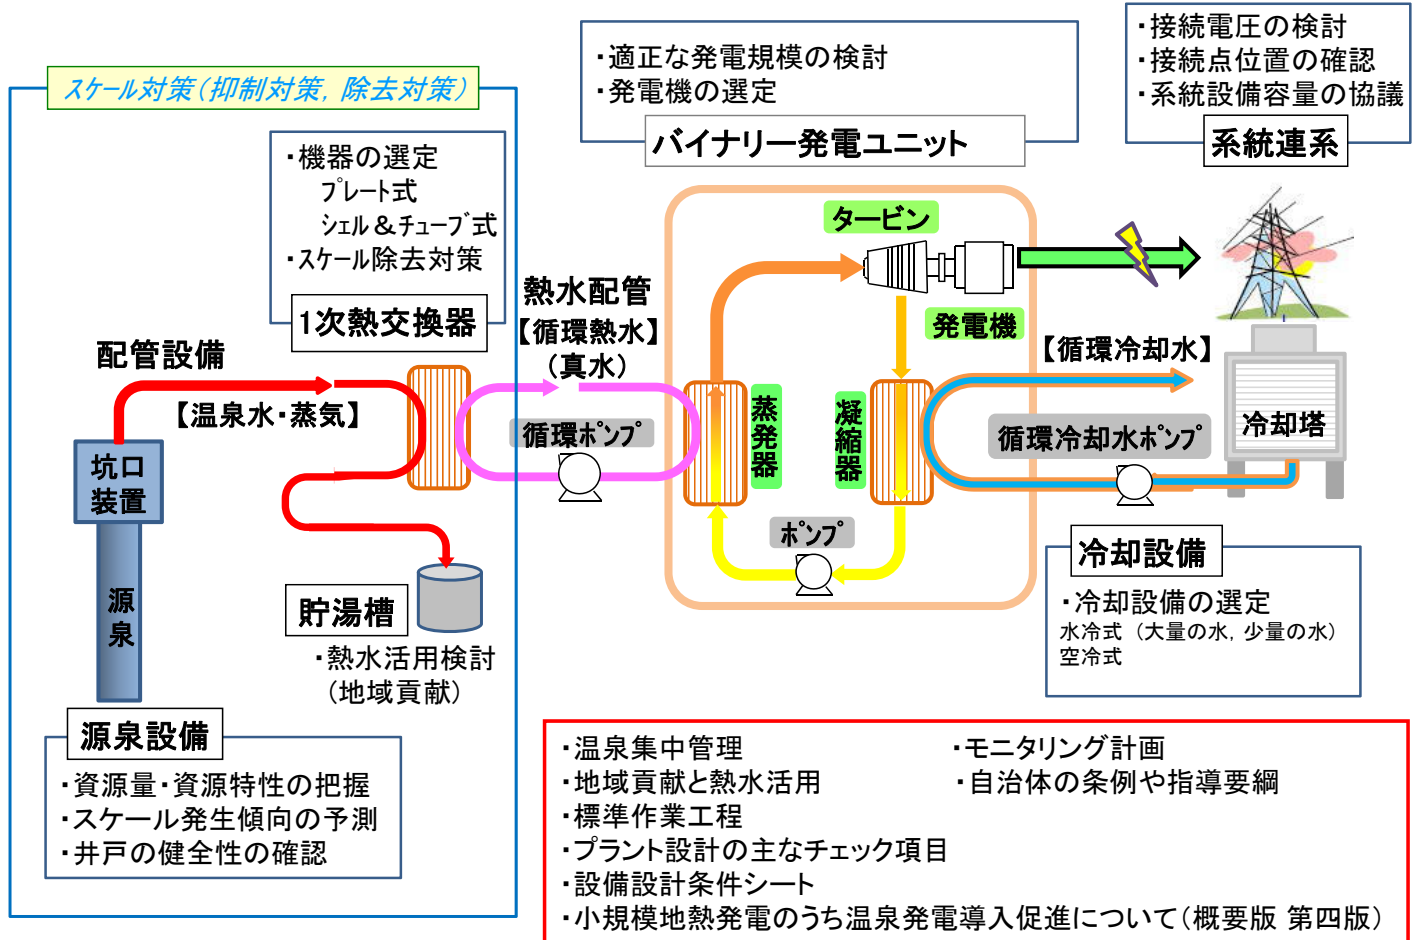 スケール対策(抑制対策, 除去対策)
・機器の選定
プレート式
シェル＆チューブ式
・スケール除去対策
1次熱交換器
・適正な発電規模の検討
・発電機の選定
バイナリー発電ユニット
・接続電圧の検討
・接続点位置の確認
・系統設備容量の協議
系統連系
タービン
発電機
熱水配管
【循環熱水】
(真水)
循環ポンプ
配管設備
【温泉水・蒸気】
坑口
装置
源
泉
蒸発器
凝縮器
ポンプ
【循環冷却水】
循環冷却水ポンプ
冷却塔
冷却設備
・冷却設備の選定
水冷式 (大量の水, 少量の水)
空冷式
貯湯槽
・熱水活用検討
(地域貢献)
源泉設備
・資源量・資源特性の把握
・スケール発生傾向の予測
・井戸の健全性の確認
・温泉集中管理
・地域貢献と熱水活用
・標準作業工程
・プラント設計の主なチェック項目
・設備設計条件シート
・小規模地熱発電のうち温泉発電導入促進について(概要版 第四版)
・モニタリング計画
・自治体の条例や指導要綱